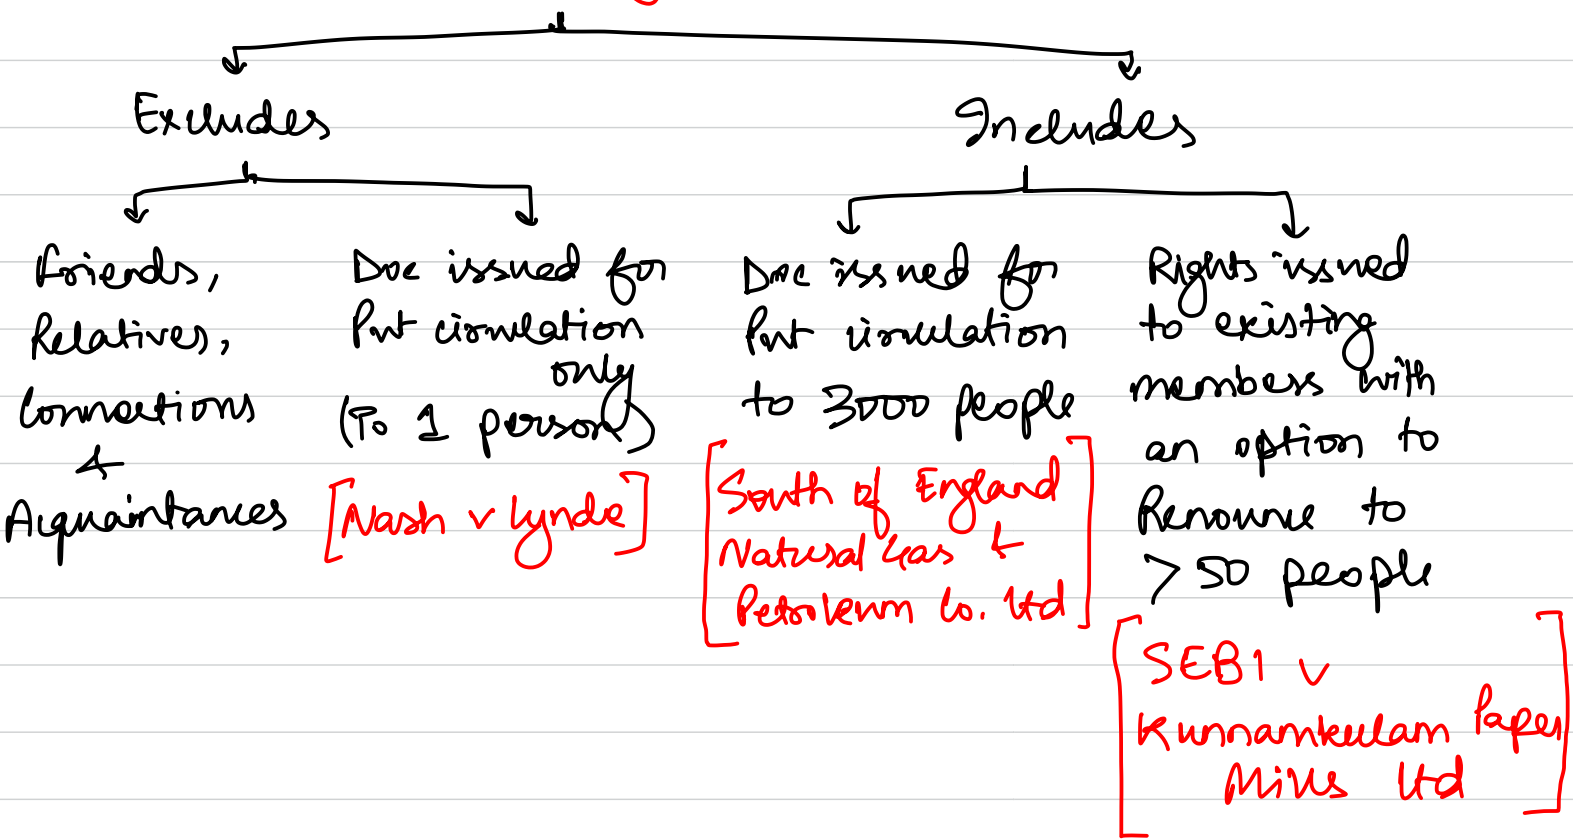 Excludes
Includes
Friends,
Relatives,
Connections
&
Acquaintances
Doc issued for
Pvt circulation
only
(To 1 person)
[Nash v Lynde]
Doc issued for
Pvt circulation
to 3000 people
[South of England
Natural Gas &
Petroleum Co. Ltd]
Rights issued
to existing
members with
an option to
Renounce to
> 50 people
[SEBI v
Kunnamkulam Paper
Mills Ltd]